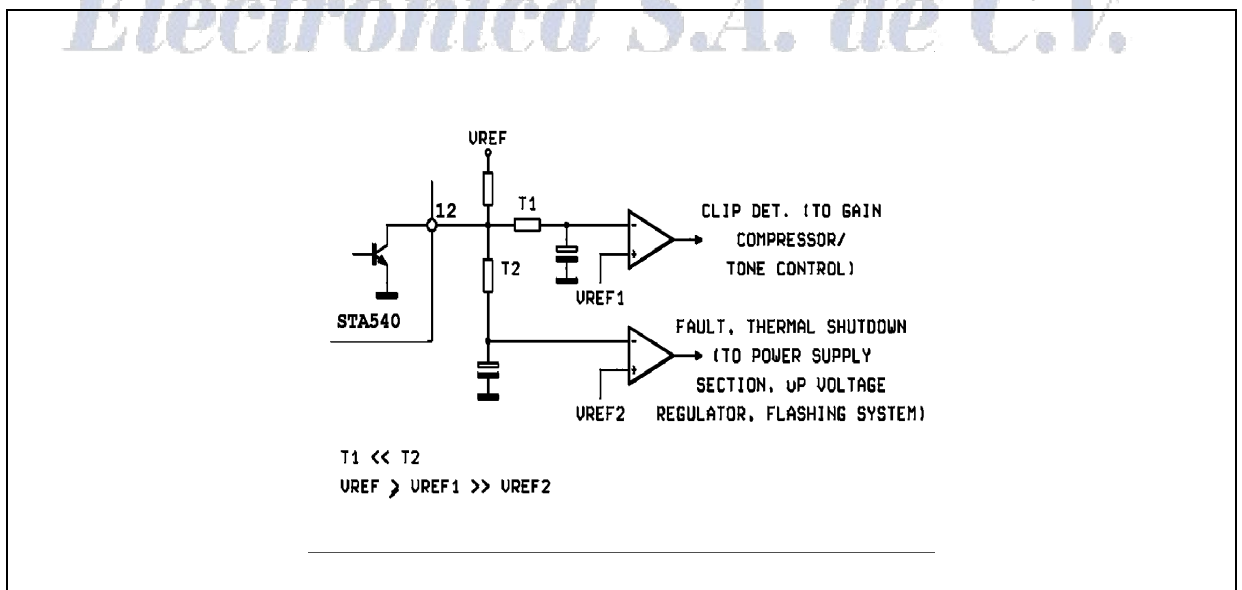 Electrónica S.A. de C.V.
VREF
12
T1
CLIP DET. (TO GAIN
COMPRESSOR/
TONE CONTROL)
T2
VREF1
STA540
FAULT, THERMAL SHUTDOWN
(TO POWER SUPPLY
SECTION, uP VOLTAGE
REGULATOR, FLASHING SYSTEM)
VREF2
T1 << T2
VREF > VREF1 >> VREF2